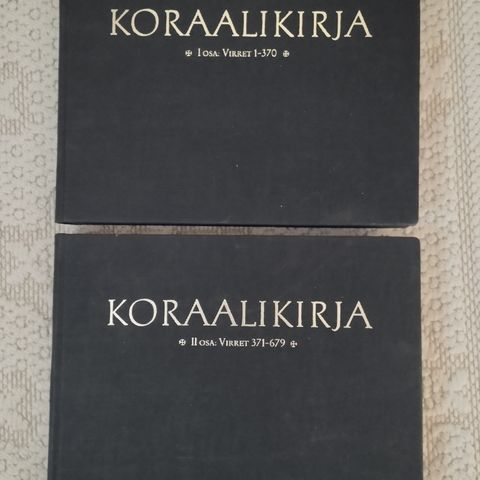 KORAALIKIRJA
✠ I OSA: VIRRET 1-370 ✠
KORAALIKIRJA
✠ II OSA: VIRRET 371-679 ✠